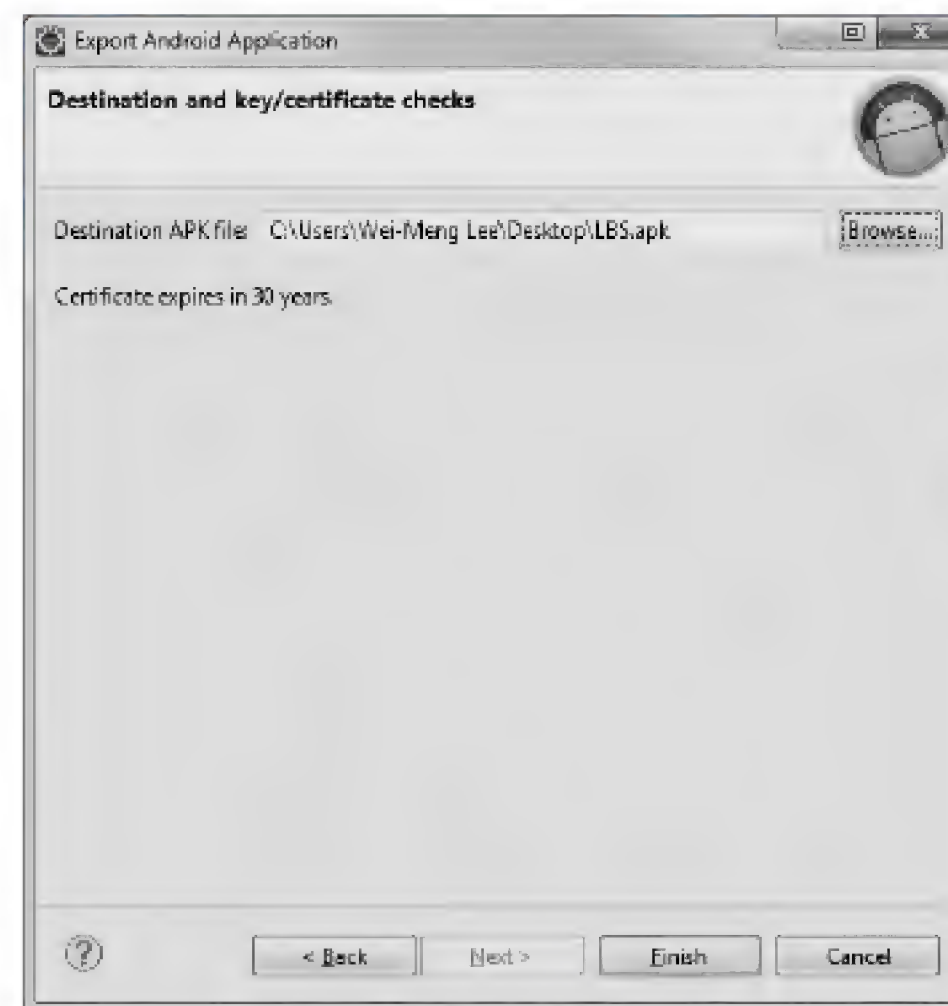 Export Android Application
Destination and key/certificate checks
Destination APK file: C:\Users\Wei-Meng Lee\Desktop\LBS.apk Browse...
Certificate expires in 30 years.
? < Back Next > Finish Cancel